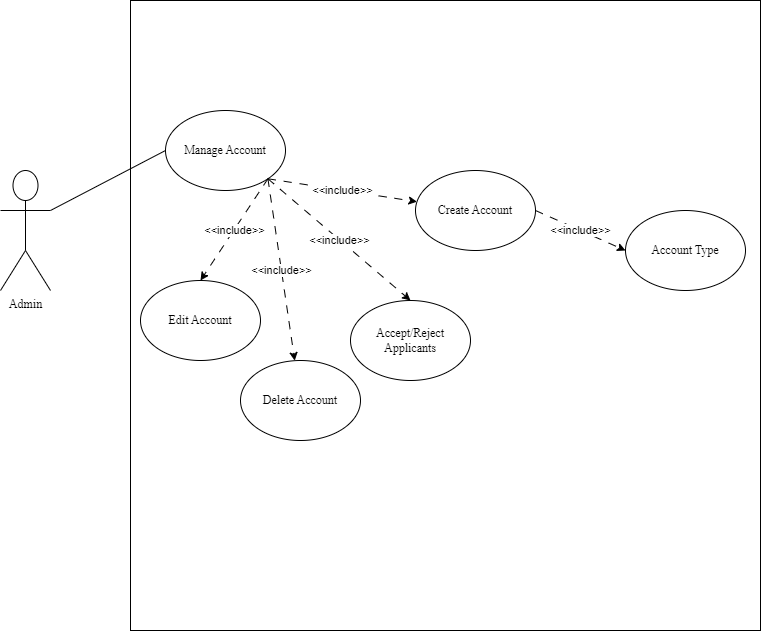 Manage Account
<<include>>
Create Account
<<include>>
<<include>>
<<include>>
Account Type
<<include>>
Admin
Edit Account
Accept/Reject
Applicants
Delete Account